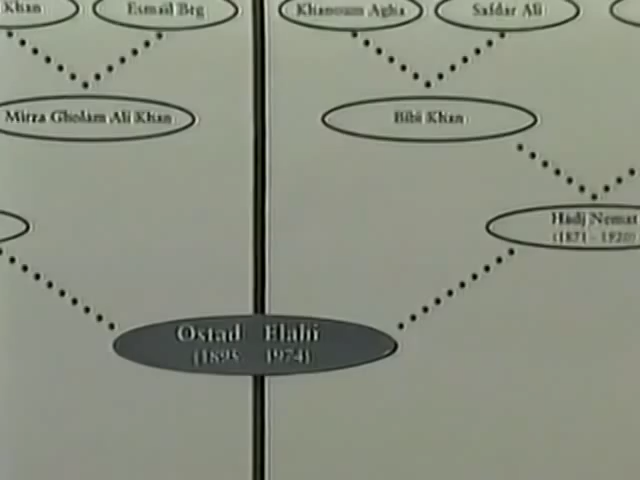 Khan
Esmail Beg
Khanoum Agha
Safdar Ali
Mirza Gholam Ali Khan
Bibi Khan
Hadj Nemat
(1871 - 1920)
Ostad Elahi
(1895 1974)